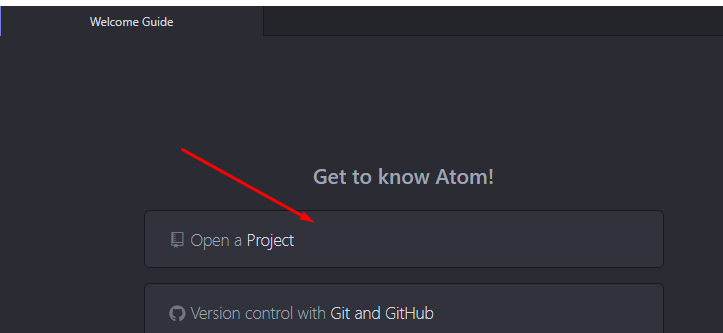 Welcome Guide
Get to know Atom!
Open a Project
Version control with Git and GitHub